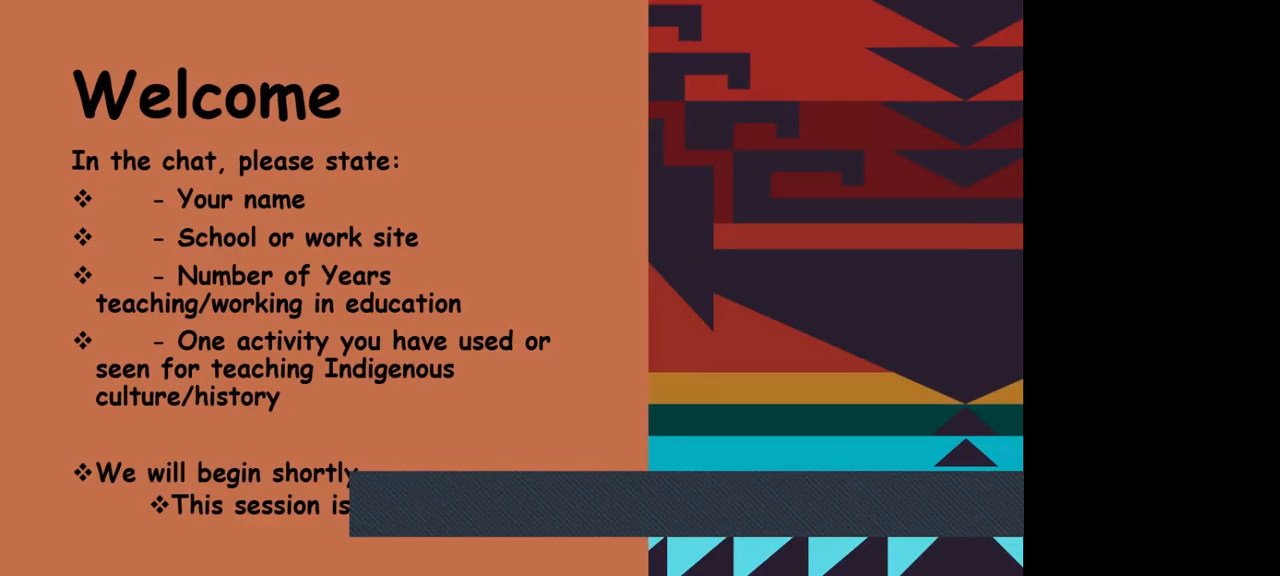 Welcome
In the chat, please state:
❖ - Your name
❖ - School or work site
❖ - Number of Years
teaching/working in education
❖ - One activity you have used or
seen for teaching Indigenous
culture/history
❖We will begin shortly
❖This session is